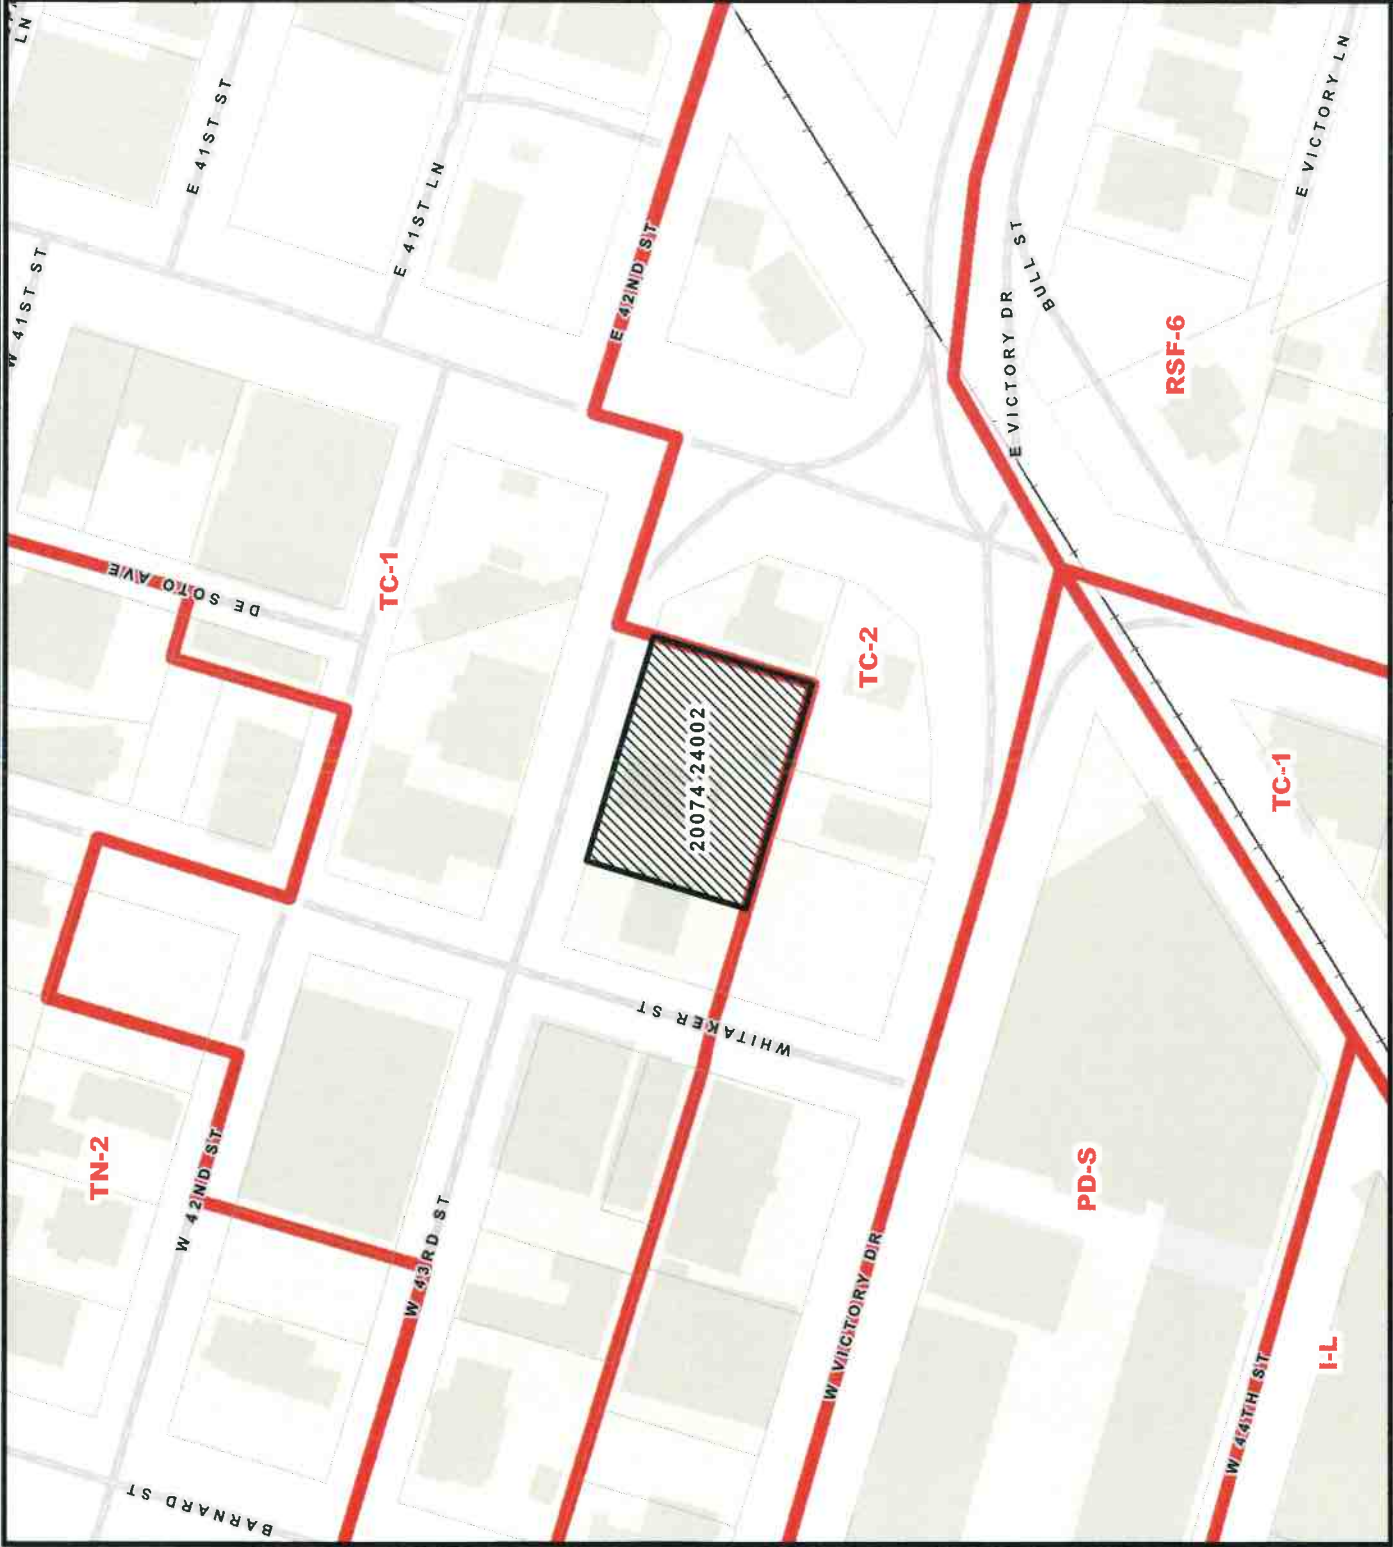 LN
E 41ST ST
W 41ST ST
E 41ST LN
E 42ND ST
E VICTORY LN
BULL ST
E VICTORY DR
RSF-6
DE SOTO AVE
TC-1
TC-2
20074 24002
TC-1
WHITAKER ST
TN-2
W 42ND ST
W 43RD ST
PD-S
W VICTORY DR
I-L
W 44TH ST
BARNARD ST